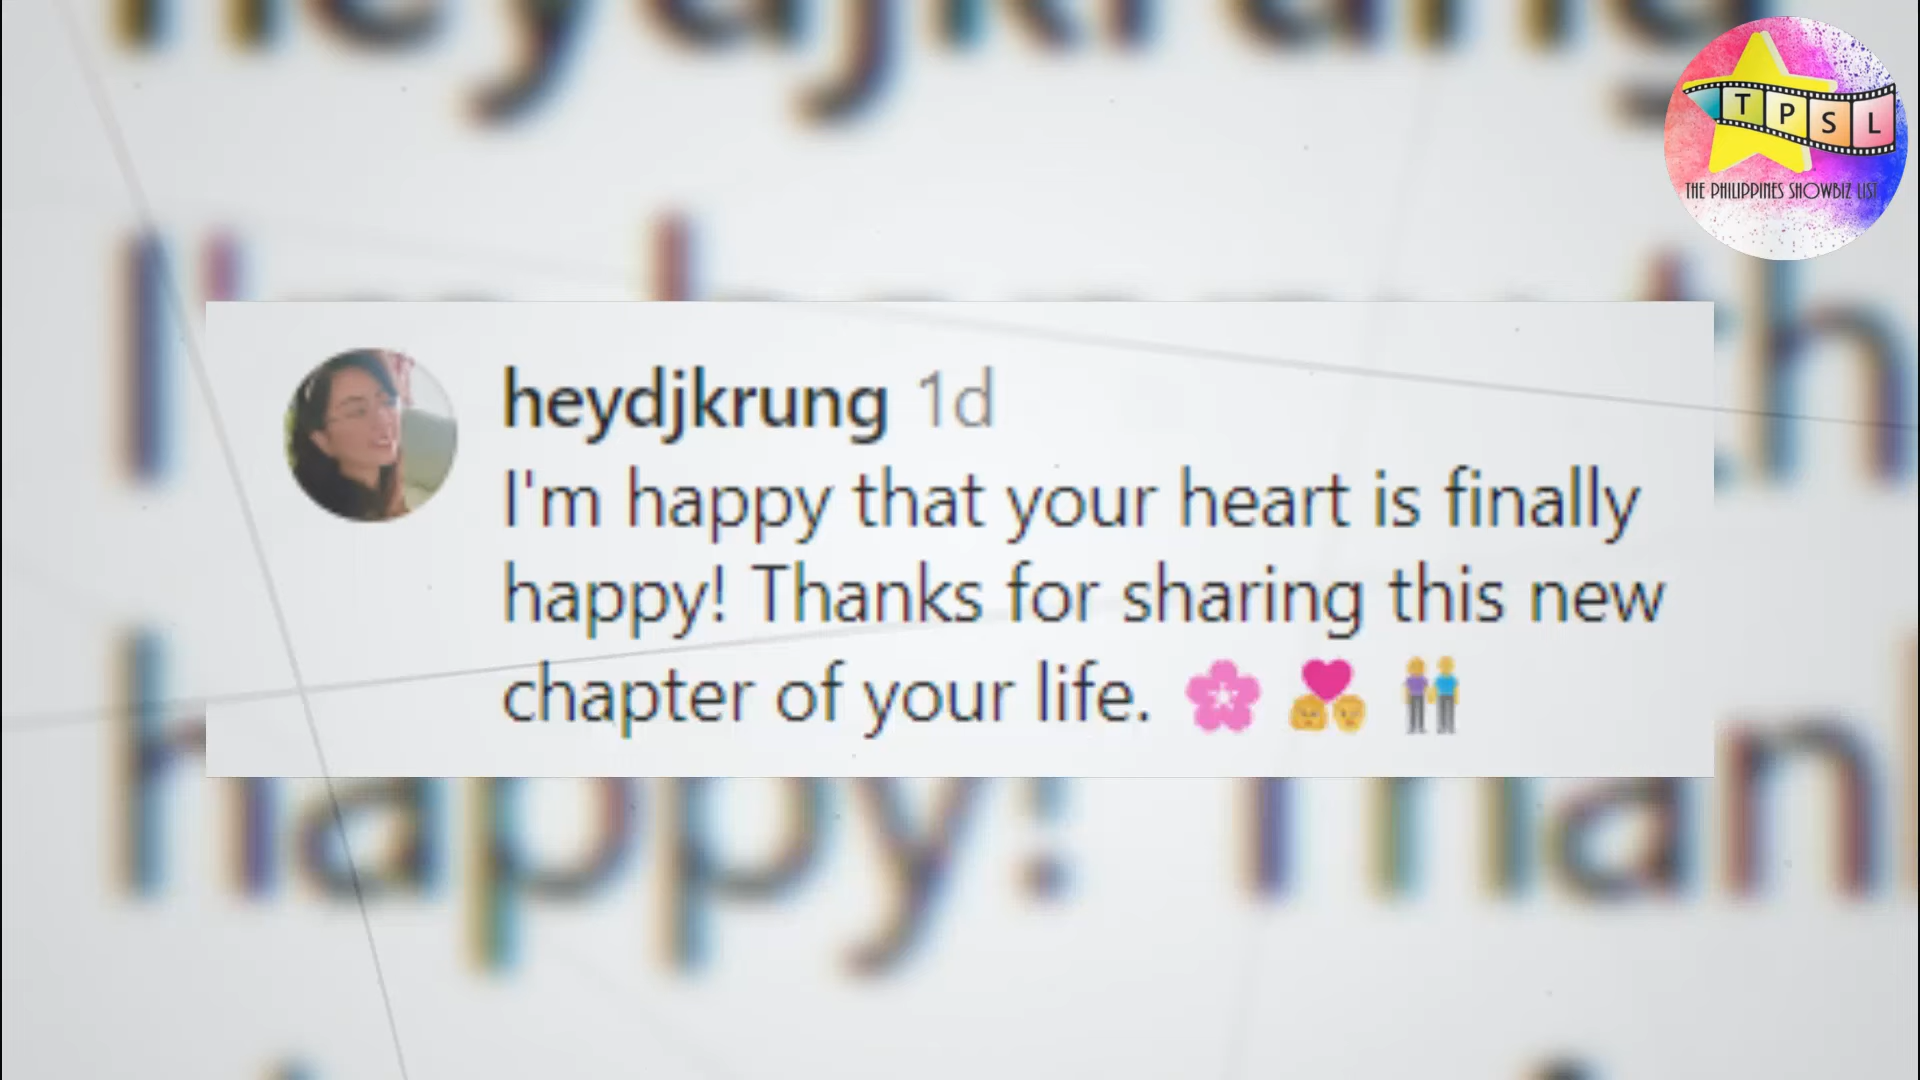 T P S L
THE PHILIPPINES SHOWBIZ LIST
heydjkrung 1d
I'm happy that your heart is finally
happy! Thanks for sharing this new
chapter of your life. 🌸 💏 👬